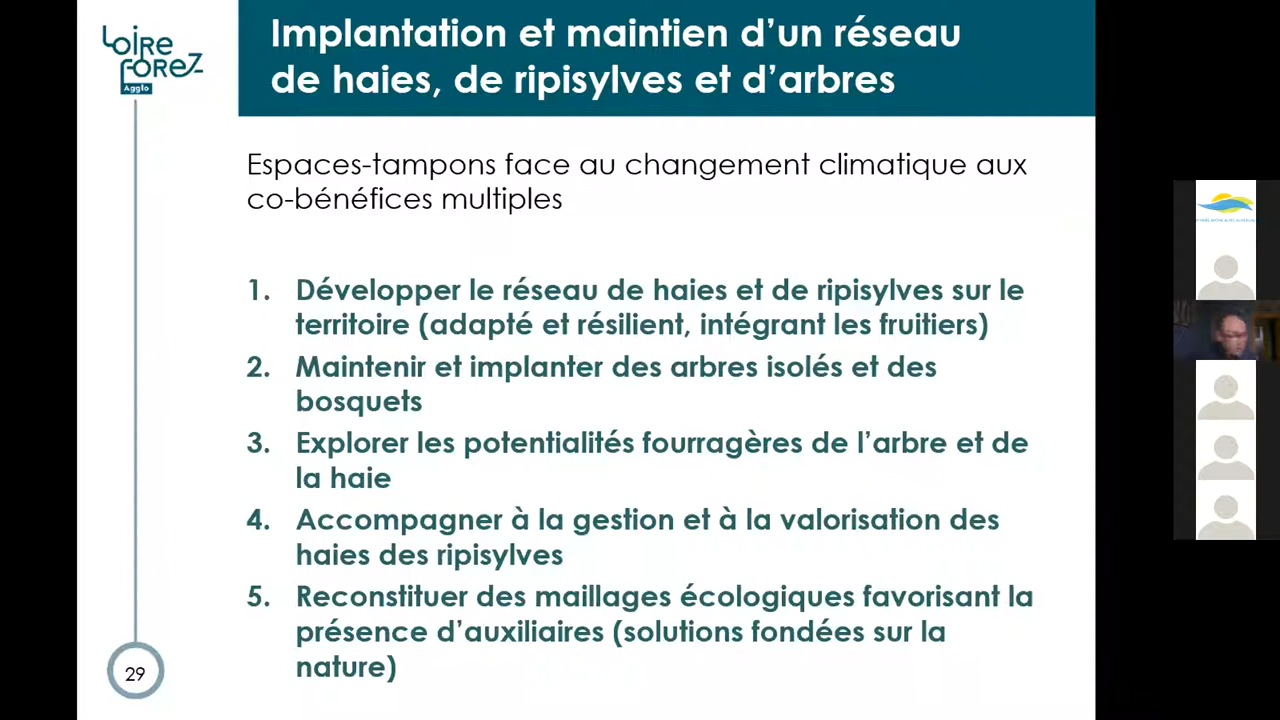 Loire
Forez
Agglo
Implantation et maintien d’un réseau
de haies, de ripisylves et d’arbres
Espaces-tampons face au changement climatique aux
co-bénéfices multiples
1. Développer le réseau de haies et de ripisylves sur le
territoire (adapté et résilient, intégrant les fruitiers)
2. Maintenir et implanter des arbres isolés et des
bosquets
3. Explorer les potentialités fourragères de l’arbre et de
la haie
4. Accompagner à la gestion et à la valorisation des
haies des ripisylves
5. Reconstituer des maillages écologiques favorisant la
présence d’auxiliaires (solutions fondées sur la
nature)
29